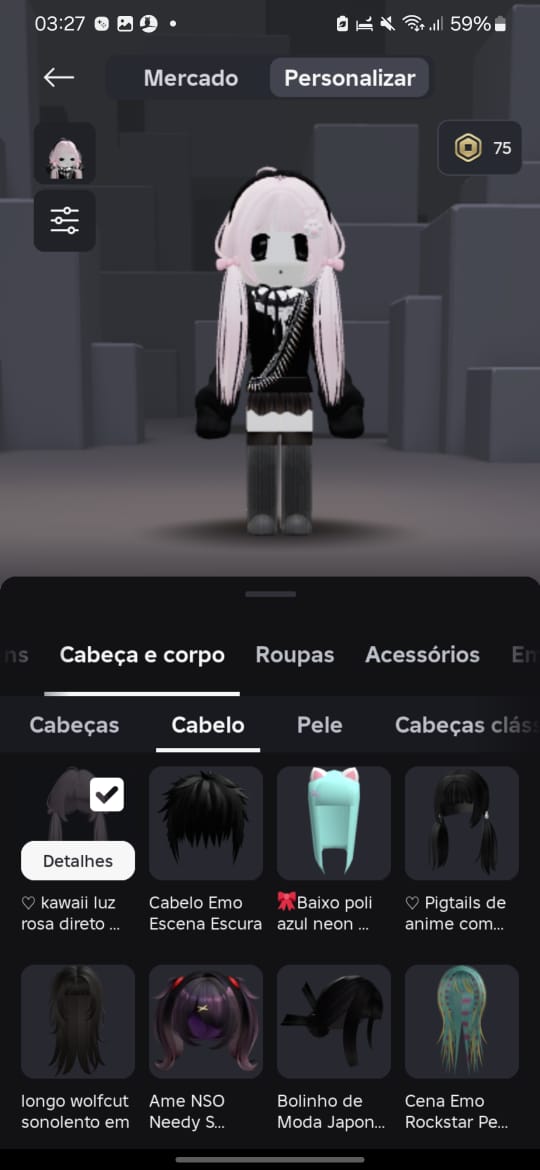 03:27
59%
Mercado
Personalizar
75
ns
Cabeça e corpo
Roupas
Acessórios
Em
Cabeças
Cabelo
Pele
Cabeças clás
Detalhes
♡ kawaii luz
rosa direto ...
Cabelo Emo
Escena Escura
🎀Baixo poli
azul neon ...
♡ Pigtails de
anime com...
longo wolfcut
sonolento em
Ame NSO
Needy S...
Bolinho de
Moda Japon...
Cena Emo
Rockstar Pe...